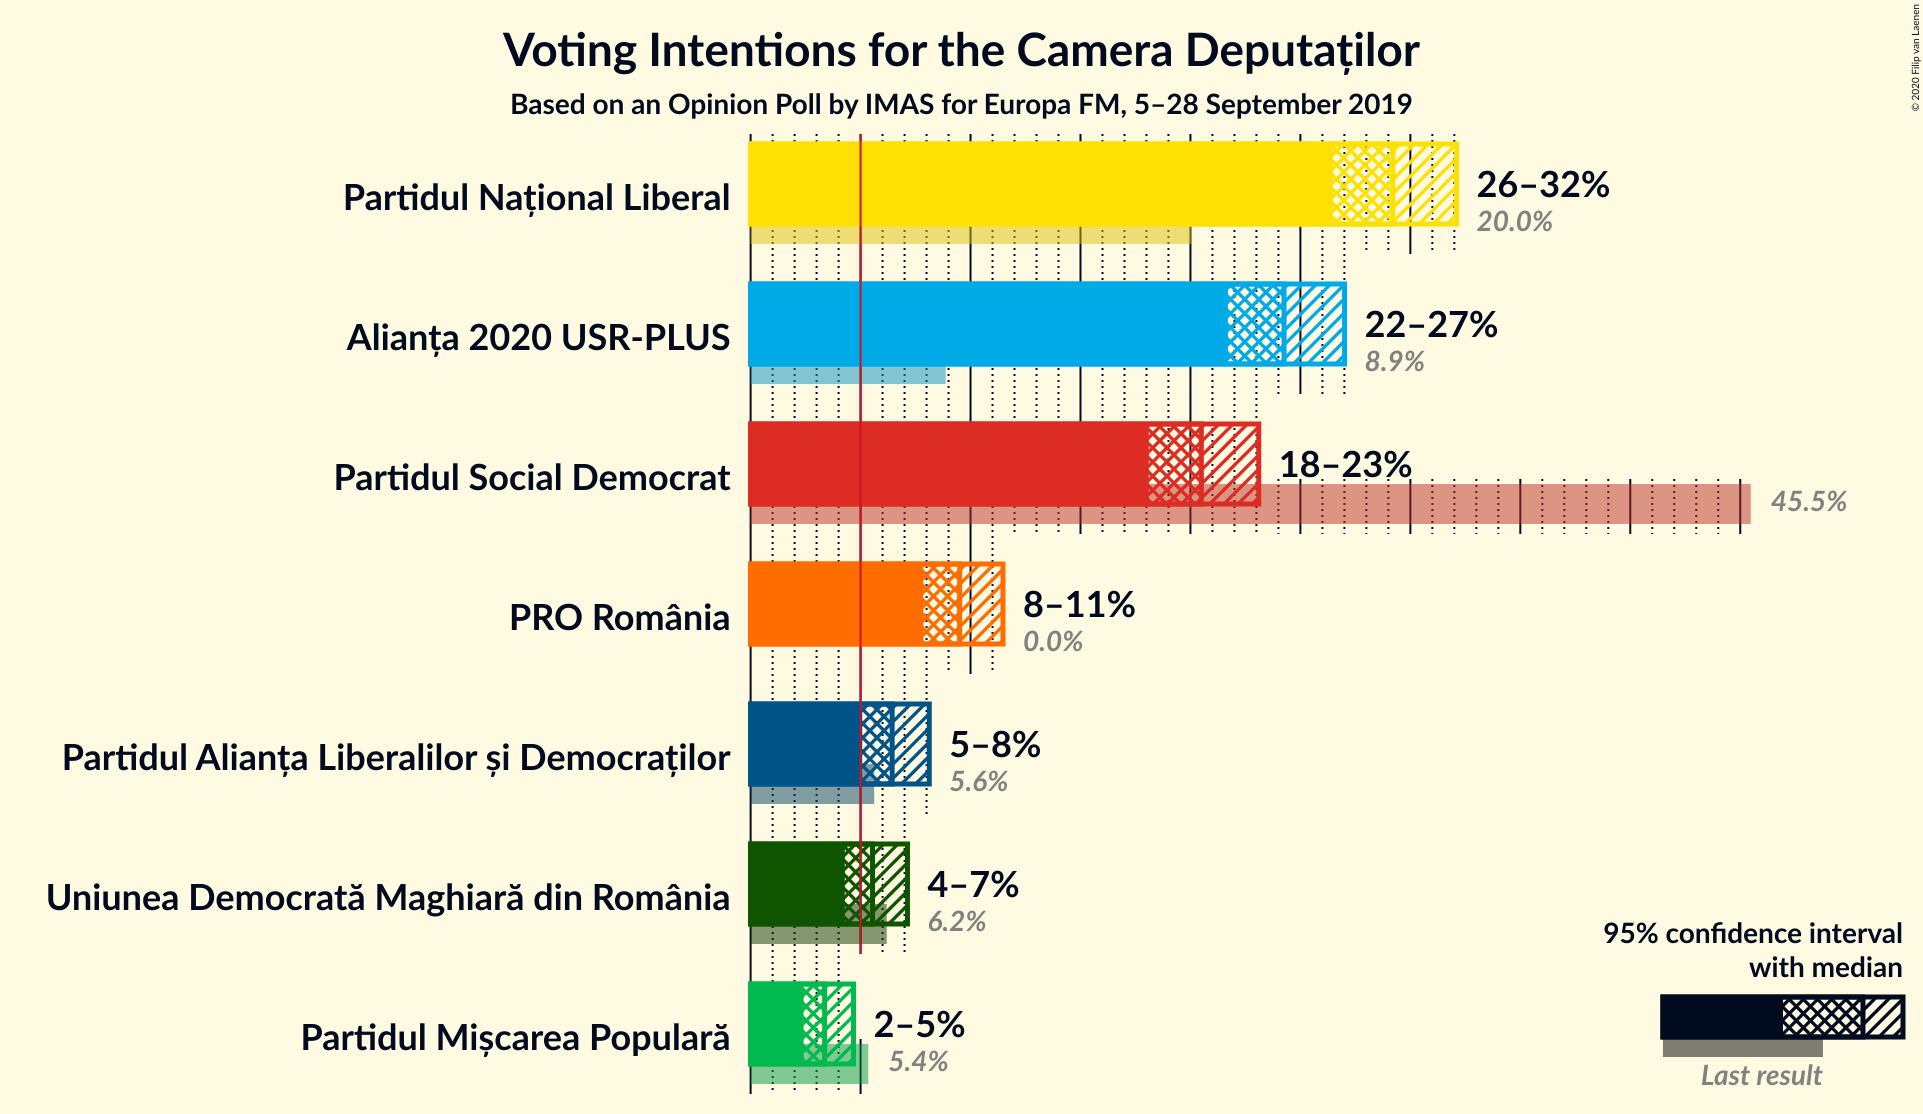 Voting Intentions for the Camera Deputaților
Based on an Opinion Poll by IMAS for Europa FM, 5–28 September 2019
© 2020 Filip van Laenen
Partidul Național Liberal
26–32%
20.0%
Alianța 2020 USR-PLUS
22–27%
8.9%
Partidul Social Democrat
18–23%
45.5%
PRO România
8–11%
0.0%
Partidul Alianța Liberalilor și Democraților
5–8%
5.6%
Uniunea Democrată Maghiară din România
4–7%
6.2%
Partidul Mișcarea Populară
2–5%
5.4%
95% confidence interval
with median
Last result